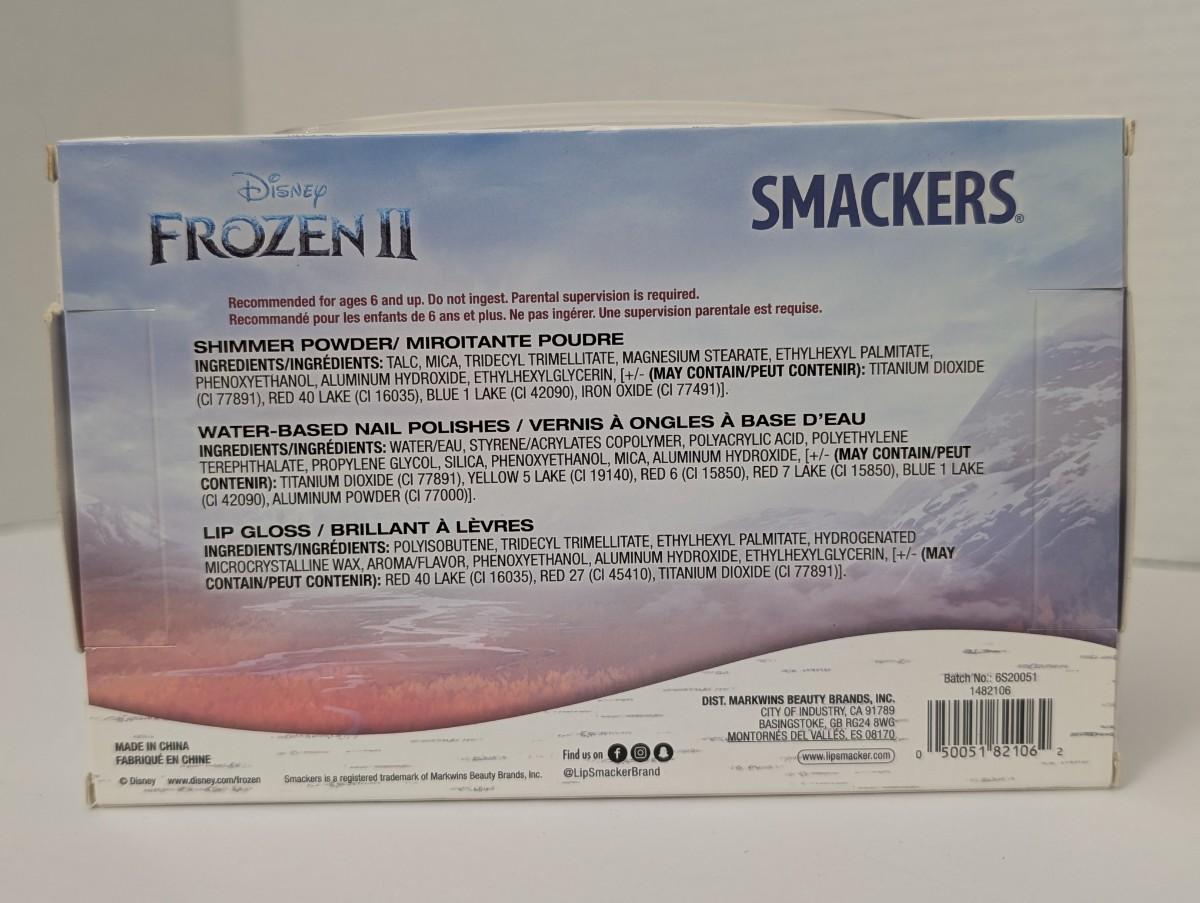 Disney
FROZEN II
SMACKERS®
Recommended for ages 6 and up. Do not ingest. Parental supervision is required.
Recommandé pour les enfants de 6 ans et plus. Ne pas ingérer. Une supervision parentale est requise.
SHIMMER POWDER/ MIROITANTE POUDRE
INGREDIENTS/INGRÉDIENTS: TALC, MICA, TRIDECYL TRIMELLITATE, MAGNESIUM STEARATE, ETHYLHEXYL PALMITATE,
PHENOXYETHANOL, ALUMINUM HYDROXIDE, ETHYLHEXYLGLYCERIN, [+/- (MAY CONTAIN/PEUT CONTENIR): TITANIUM DIOXIDE
(CI 77891), RED 40 LAKE (CI 16035), BLUE 1 LAKE (CI 42090), IRON OXIDE (CI 77491)].
WATER-BASED NAIL POLISHES / VERNIS À ONGLES À BASE D'EAU
INGREDIENTS/INGRÉDIENTS: WATER/EAU, STYRENE/ACRYLATES COPOLYMER, POLYACRYLIC ACID, POLYETHYLENE
TEREPHTHALATE, PROPYLENE GLYCOL, SILICA, PHENOXYETHANOL, MICA, ALUMINUM HYDROXIDE, [+/- (MAY CONTAIN/PEUT
CONTENIR): TITANIUM DIOXIDE (CI 77891), YELLOW 5 LAKE (CI 19140), RED 6 (CI 15850), RED 7 LAKE (CI 15850), BLUE 1 LAKE
(CI 42090), ALUMINUM POWDER (CI 77000)].
LIP GLOSS / BRILLANT À LÈVRES
INGREDIENTS/INGRÉDIENTS: POLYISOBUTENE, TRIDECYL TRIMELLITATE, ETHYLHEXYL PALMITATE, HYDROGENATED
MICROCRYSTALLINE WAX, AROMA/FLAVOR, PHENOXYETHANOL, ALUMINUM HYDROXIDE, ETHYLHEXYLGLYCERIN, [+/- (MAY
CONTAIN/PEUT CONTENIR): RED 40 LAKE (CI 16035), RED 27 (CI 45410), TITANIUM DIOXIDE (CI 77891)].
MADE IN CHINA
FABRIQUÉ EN CHINE
© Disney www.disney.com/frozen
Smackers is a registered trademark of Markwins Beauty Brands, Inc.
Find us on
@LipSmackerBrand
DIST. MARKWINS BEAUTY BRANDS, INC.
CITY OF INDUSTRY, CA 91789
BASINGSTOKE, GB RG24 8WG
MONTORNÉS DEL VALLÉS, ES 08170
www.lipsmacker.com
Batch No.: 6S20051
1482106
0 50051 82106 2